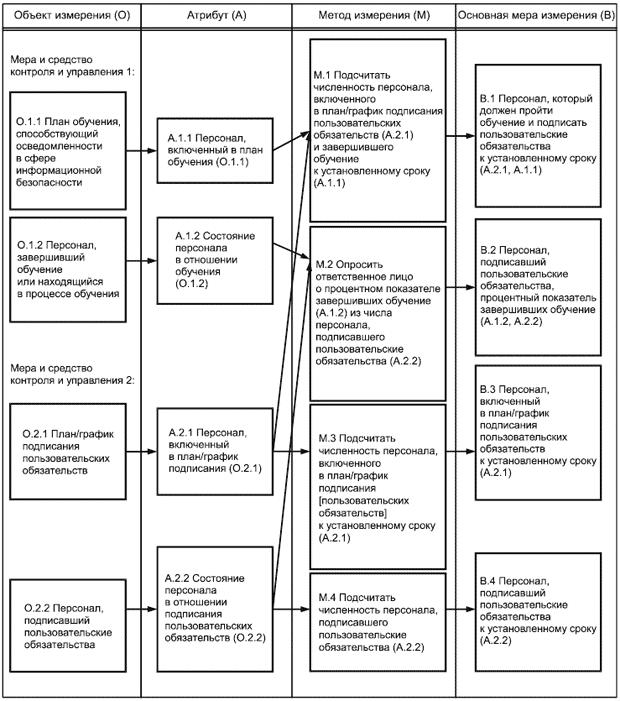 Объект измерения (О)
Атрибут (А)
Метод измерения (М)
Основная мера измерения (В)
Мера и средство
контроля и управления 1:
О.1.1 План обучения,
способствующий
осведомленности
в сфере
информационной
безопасности
А.1.1 Персонал,
включенный в план
обучения (О.1.1)
М.1 Подсчитать
численность персонала,
включенного
в план/график подписания
пользовательских
обязательств (А.2.1)
и завершившего
обучение
к установленному сроку
(А.1.1)
В.1 Персонал, который
должен пройти
обучение и подписать
пользовательские
обязательства
к установленному сроку
(А.2.1, А.1.1)
О.1.2 Персонал,
завершивший
обучение
или находящийся
в процессе обучения
А.1.2 Состояние
персонала
в отношении
обучения
(О.1.2)
М.2 Опросить
ответственное лицо
о процентном показателе
завершивших обучение
(А.1.2) из числа
персонала,
подписавшего
пользовательские
обязательства (А.2.2)
В.2 Персонал,
подписавший
пользовательские
обязательства,
процентный показатель
завершивших обучение
(А.1.2, А.2.2)
Мера и средство
контроля и управления 2:
О.2.1 План/график
подписания
пользовательских
обязательств
А.2.1 Персонал,
включенный
в план/график
подписания (О.2.1)
М.3 Подсчитать
численность персонала,
включенного
в план/график
подписания
[пользовательских
обязательств]
к установленному сроку
(А.2.1)
В.3 Персонал,
включенный
в план/график
подписания
пользовательских
обязательств
к установленному сроку
(А.2.1)
О.2.2 Персонал,
подписавший
пользовательские
обязательства
А.2.2 Состояние
персонала
в отношении
подписания
пользовательских
обязательств (О.2.2)
М.4 Подсчитать
численность персонала,
подписавшего
пользовательские
обязательства (А.2.2)
В.4 Персонал,
подписавший
пользовательские
обязательства
к установленному сроку
(А.2.2)